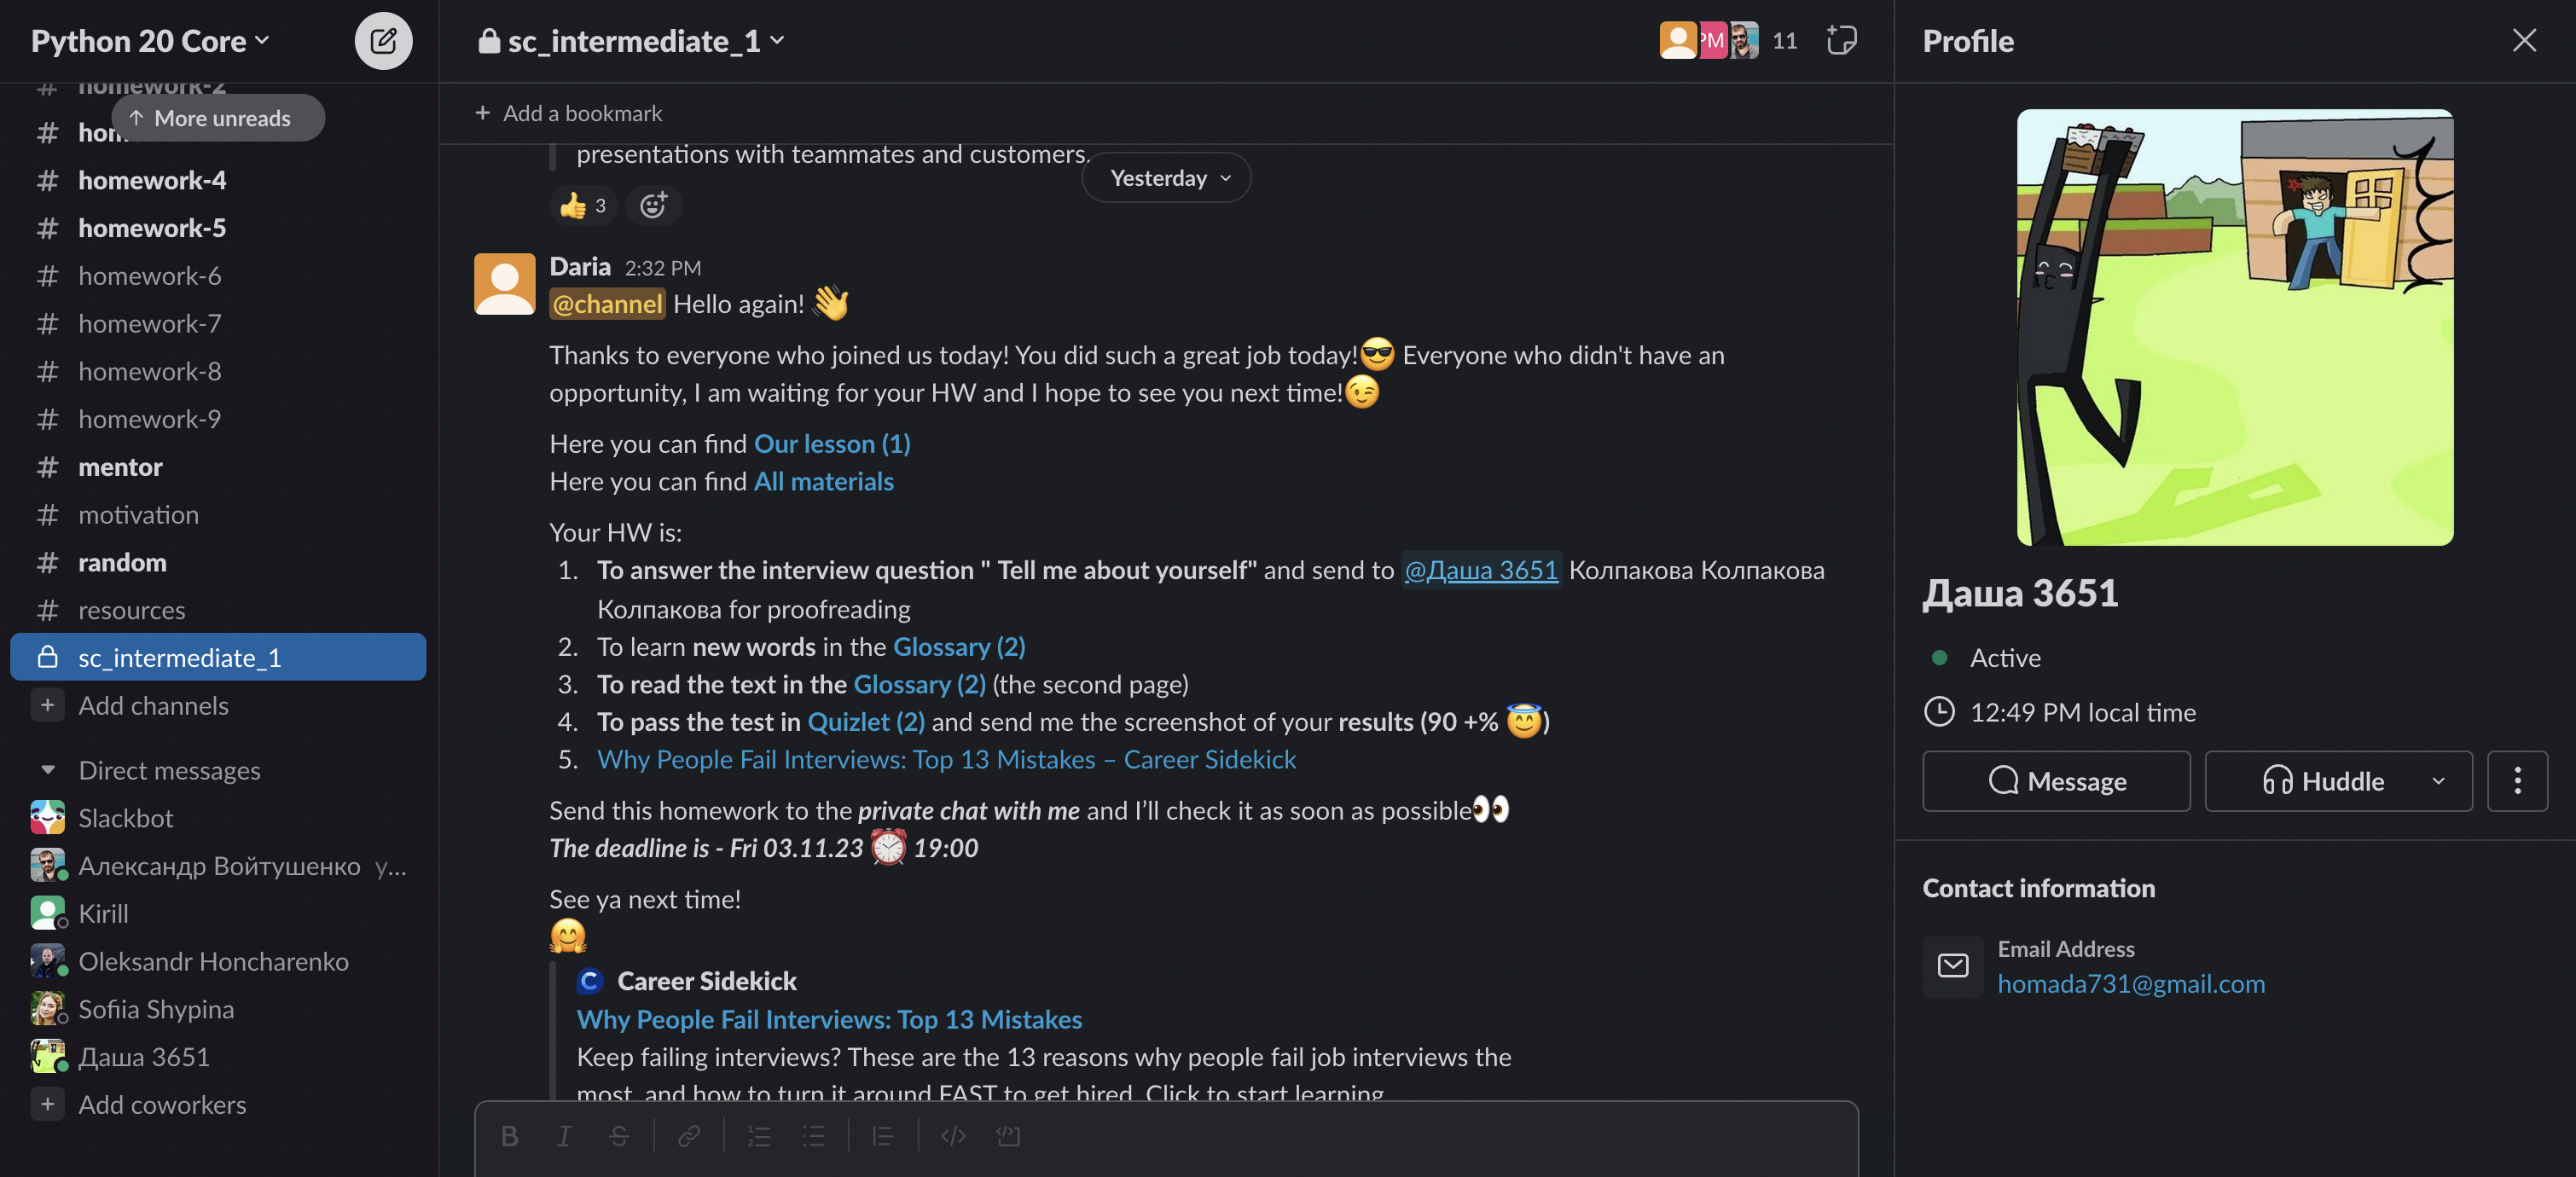 Python 20 Core
homework-2
hom
More unreads
homework-4
homework-5
homework-6
homework-7
homework-8
homework-9
mentor
motivation
random
resources
sc_intermediate_1
Add channels
Direct messages
Slackbot
Александр Войтушенко y...
Kirill
Oleksandr Honcharenko
Sofiia Shypina
Даша 3651
Add coworkers
sc_intermediate_1
PM
11
+ Add a bookmark
presentations with teammates and customers.
Yesterday
👍 3
Daria 2:32 PM
@channel Hello again! 👋
Thanks to everyone who joined us today! You did such a great job today!😎 Everyone who didn't have an
opportunity, I am waiting for your HW and I hope to see you next time!😉
Here you can find Our lesson (1)
Here you can find All materials
Your HW is:
1. To answer the interview question " Tell me about yourself" and send to @Даша 3651 Колпакова Колпакова
Колпакова for proofreading
2. To learn new words in the Glossary (2)
3. To read the text in the Glossary (2) (the second page)
4. To pass the test in Quizlet (2) and send me the screenshot of your results (90 +% 😇)
5. Why People Fail Interviews: Top 13 Mistakes – Career Sidekick
Send this homework to the private chat with me and I’ll check it as soon as possible👀
The deadline is - Fri 03.11.23 ⏰ 19:00
See ya next time!
🤗
Career Sidekick
Why People Fail Interviews: Top 13 Mistakes
Keep failing interviews? These are the 13 reasons why people fail job interviews the
most, and how to turn it around FAST to get hired. Click to start learning
Profile
Даша 3651
Active
12:49 PM local time
Message
Huddle
Contact information
Email Address
homada731@gmail.com